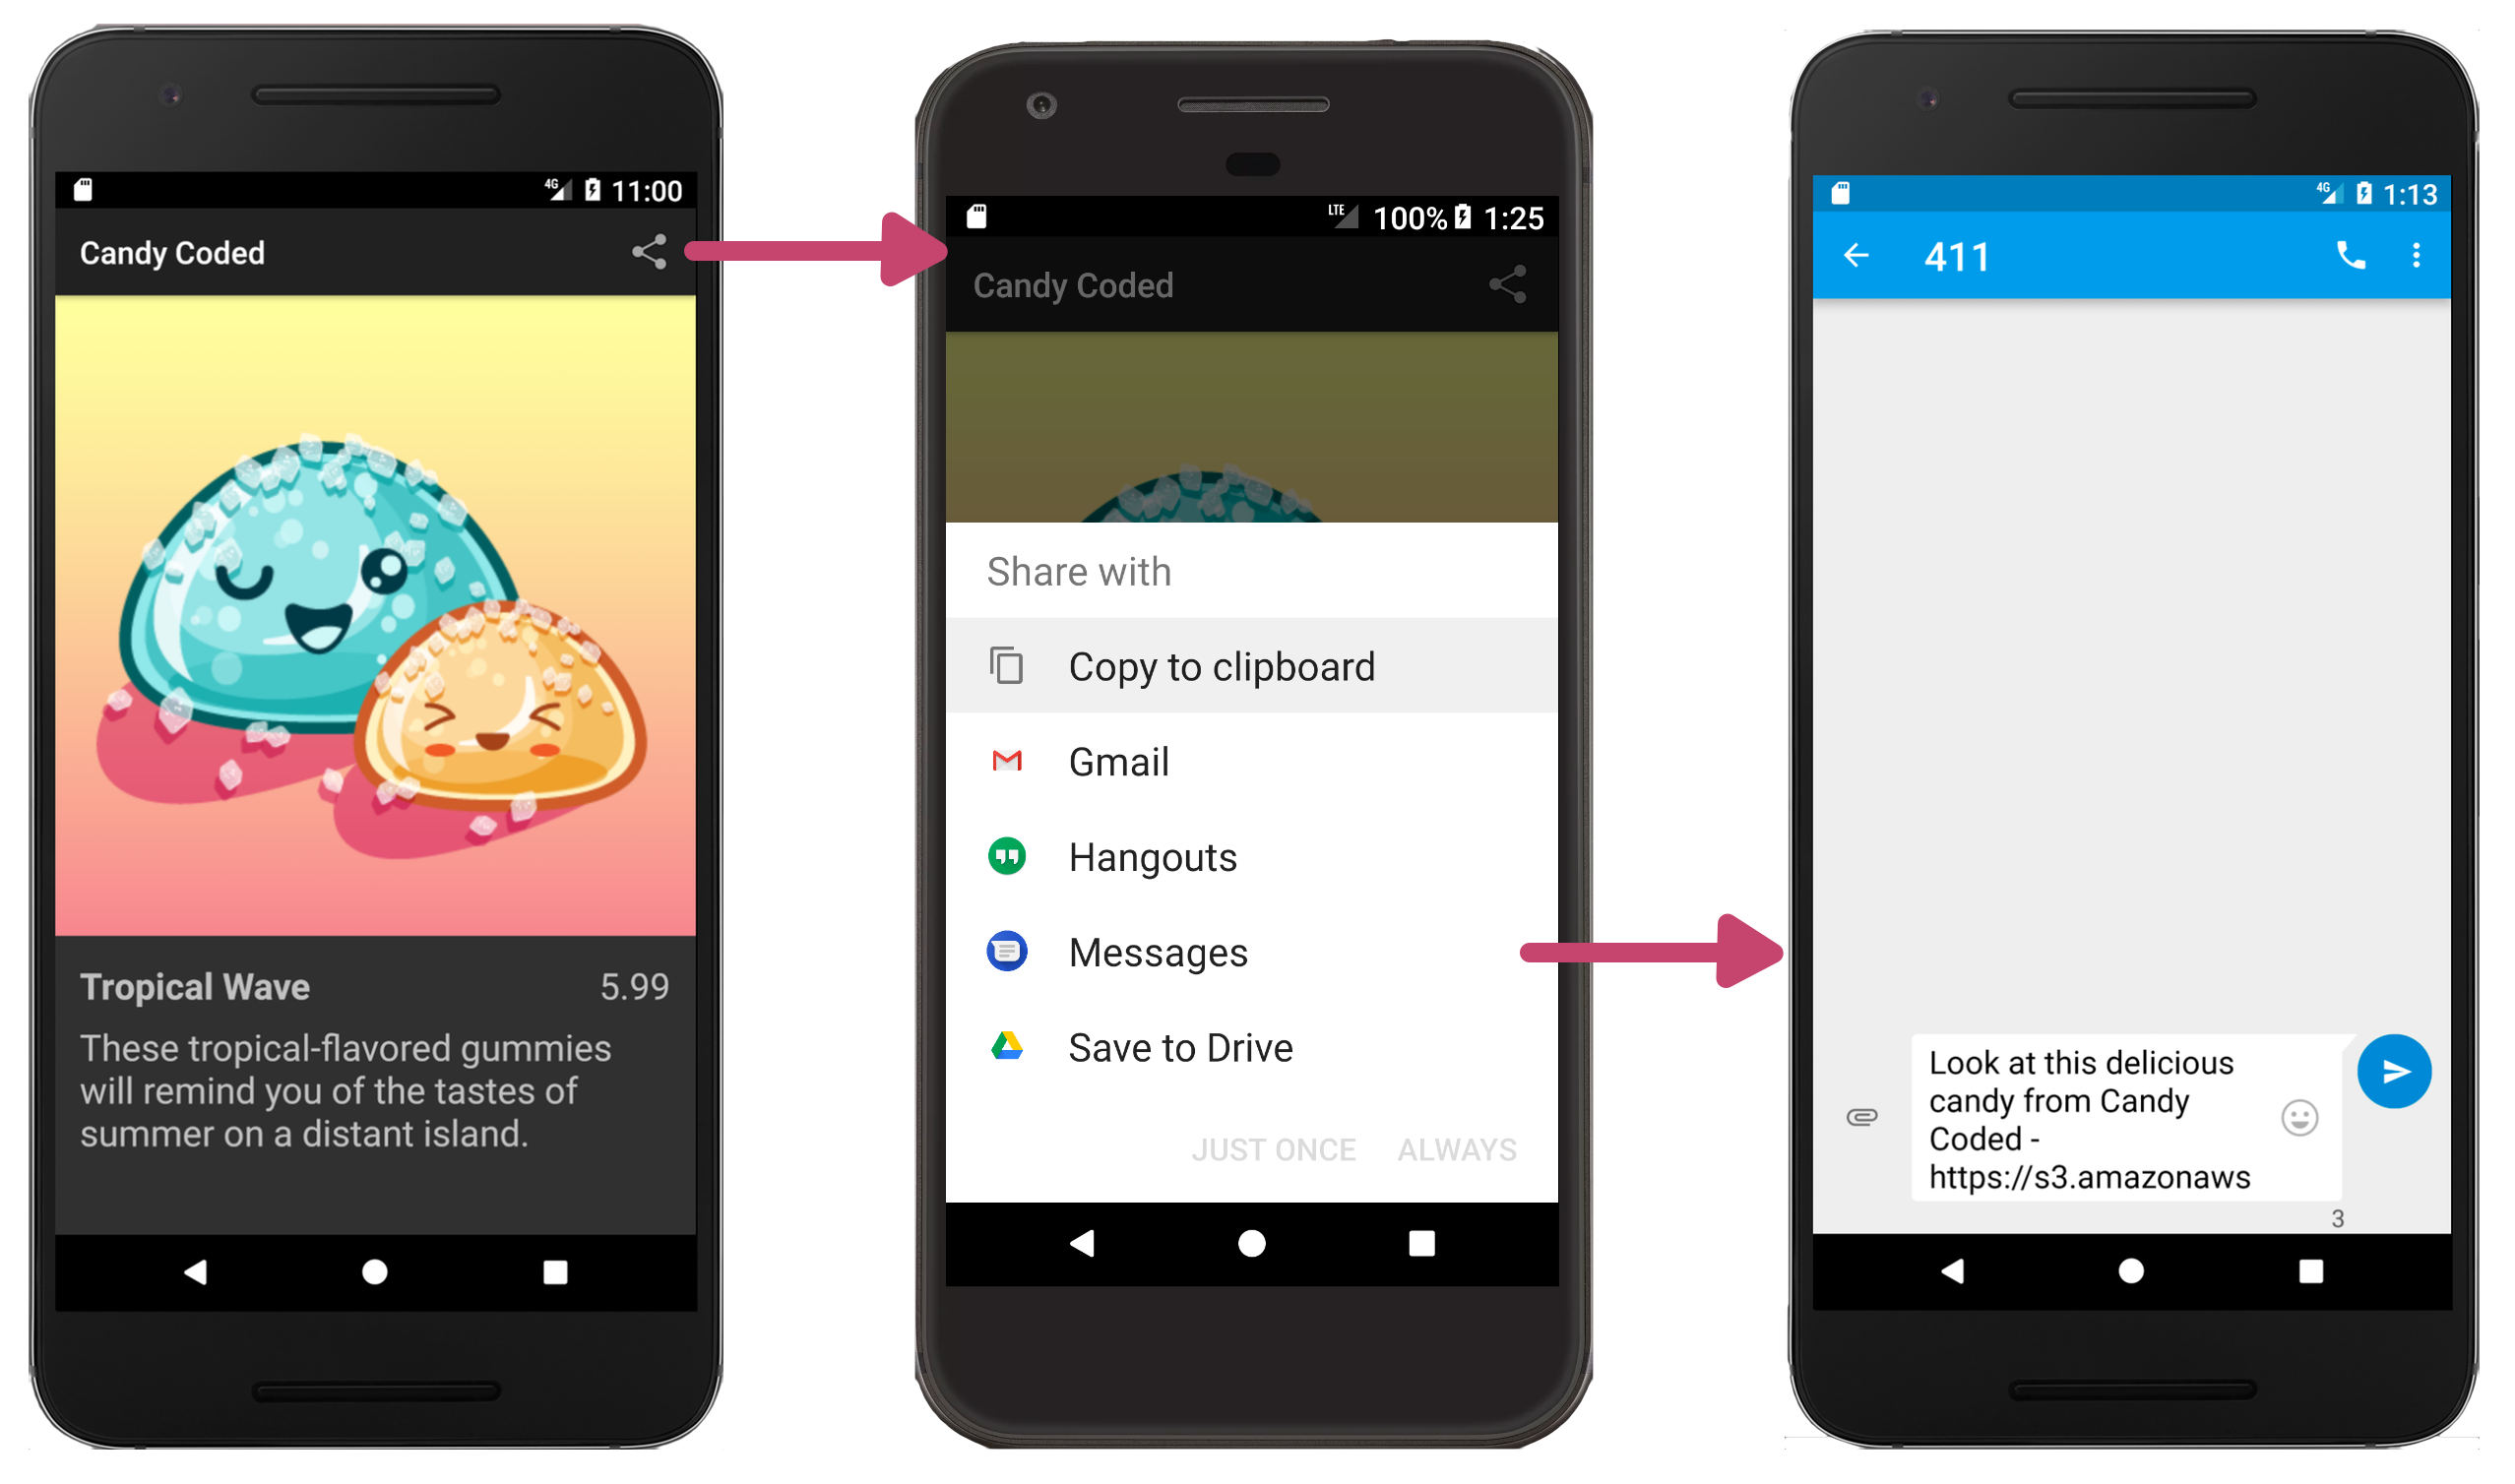 4G 11:00
Candy Coded
Tropical Wave 5.99
These tropical-flavored gummies
will remind you of the tastes of
summer on a distant island.
LTE 100% 1:25
Candy Coded
Share with
Copy to clipboard
Gmail
Hangouts
Messages
Save to Drive
JUST ONCE ALWAYS
4G 1:13
411
Look at this delicious
candy from Candy
Coded -
https://s3.amazonaws
3